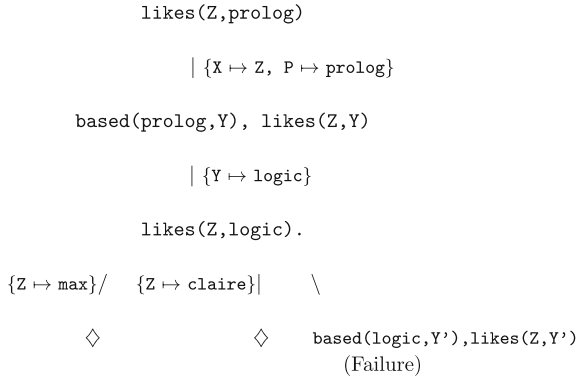 likes(Z,prolog)
| {X ↦ Z, P ↦ prolog}
based(prolog,Y), likes(Z,Y)
| {Y ↦ logic}
likes(Z,logic).
{Z ↦ max}/ {Z ↦ claire}| \
♢ ♢ based(logic,Y'),likes(Z,Y')
(Failure)